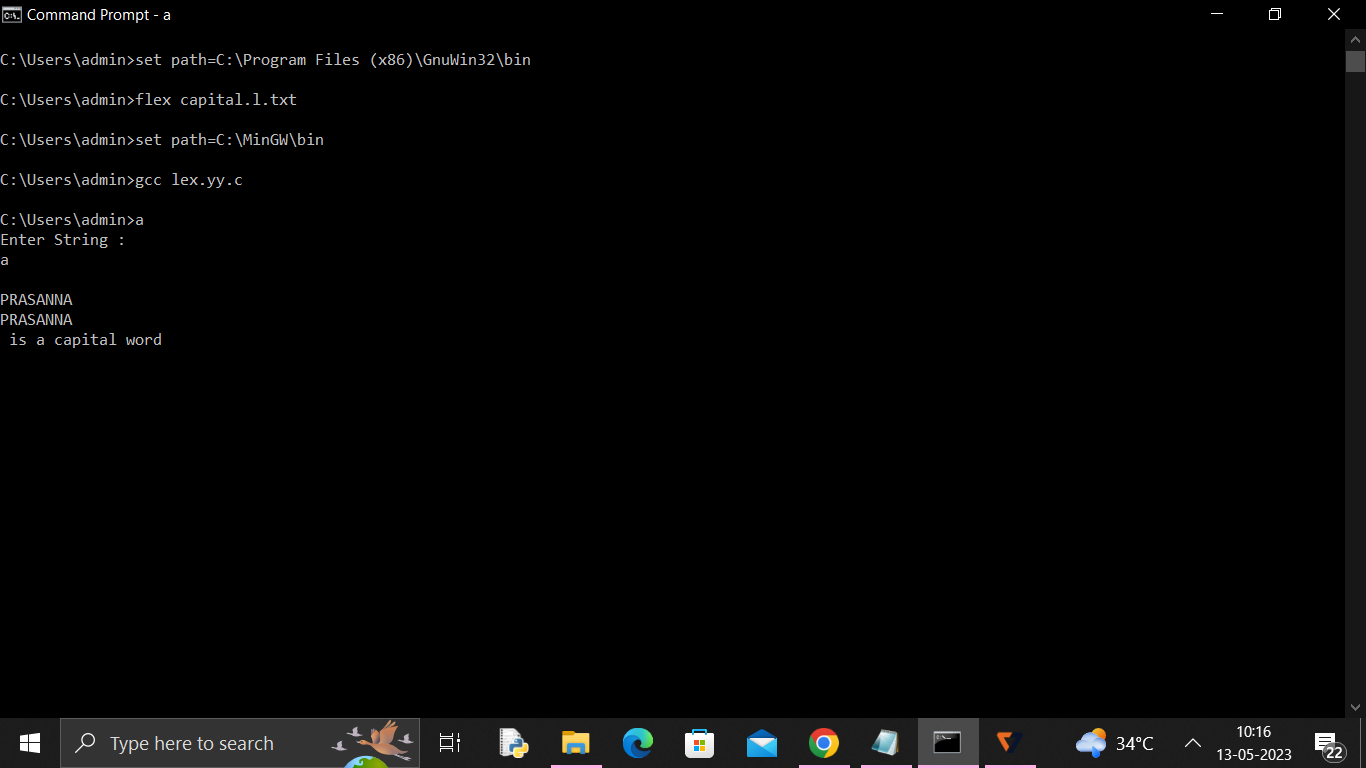 Command Prompt - a
C:\Users\admin>set path=C:\Program Files (x86)\GnuWin32\bin
C:\Users\admin>flex capital.l.txt
C:\Users\admin>set path=C:\MinGW\bin
C:\Users\admin>gcc lex.yy.c
C:\Users\admin>a
Enter String :
a
PRASANNA
PRASANNA
 is a capital word
Type here to search
34°C
10:16
13-05-2023
22